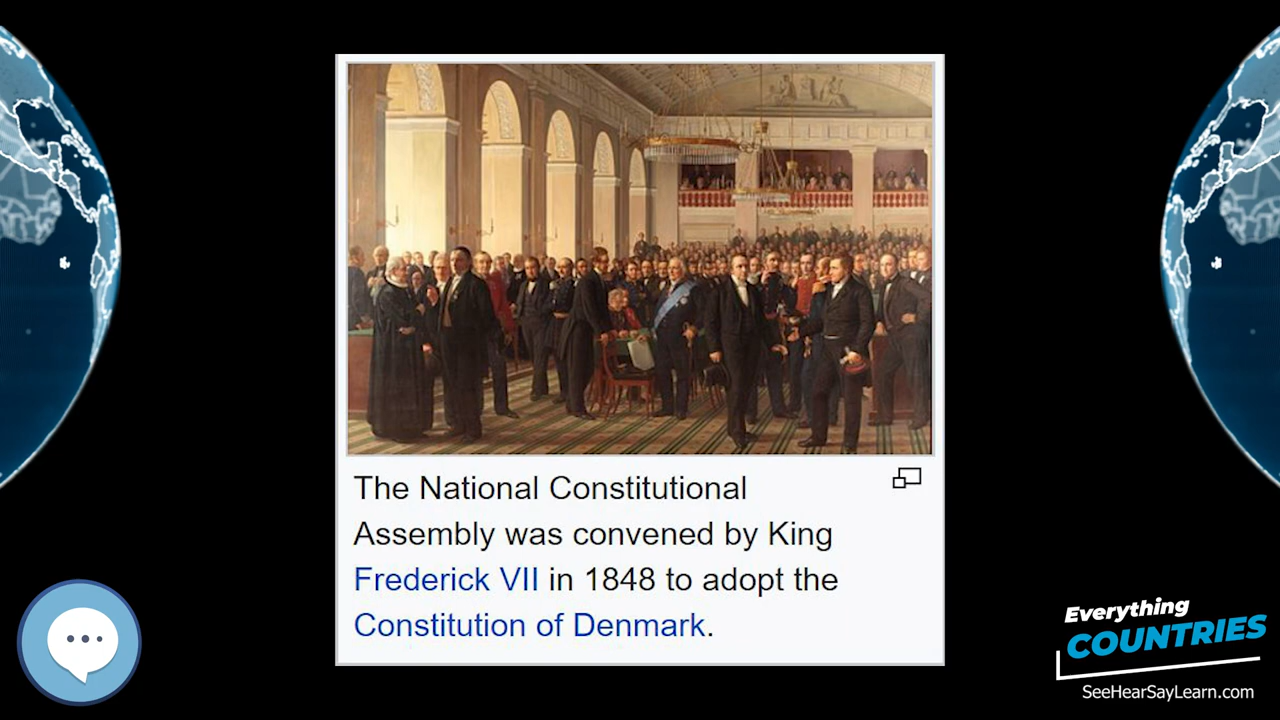 The National Constitutional
Assembly was convened by King
Frederick VII in 1848 to adopt the
Constitution of Denmark.
Everything
COUNTRIES
SeeHearSayLearn.com